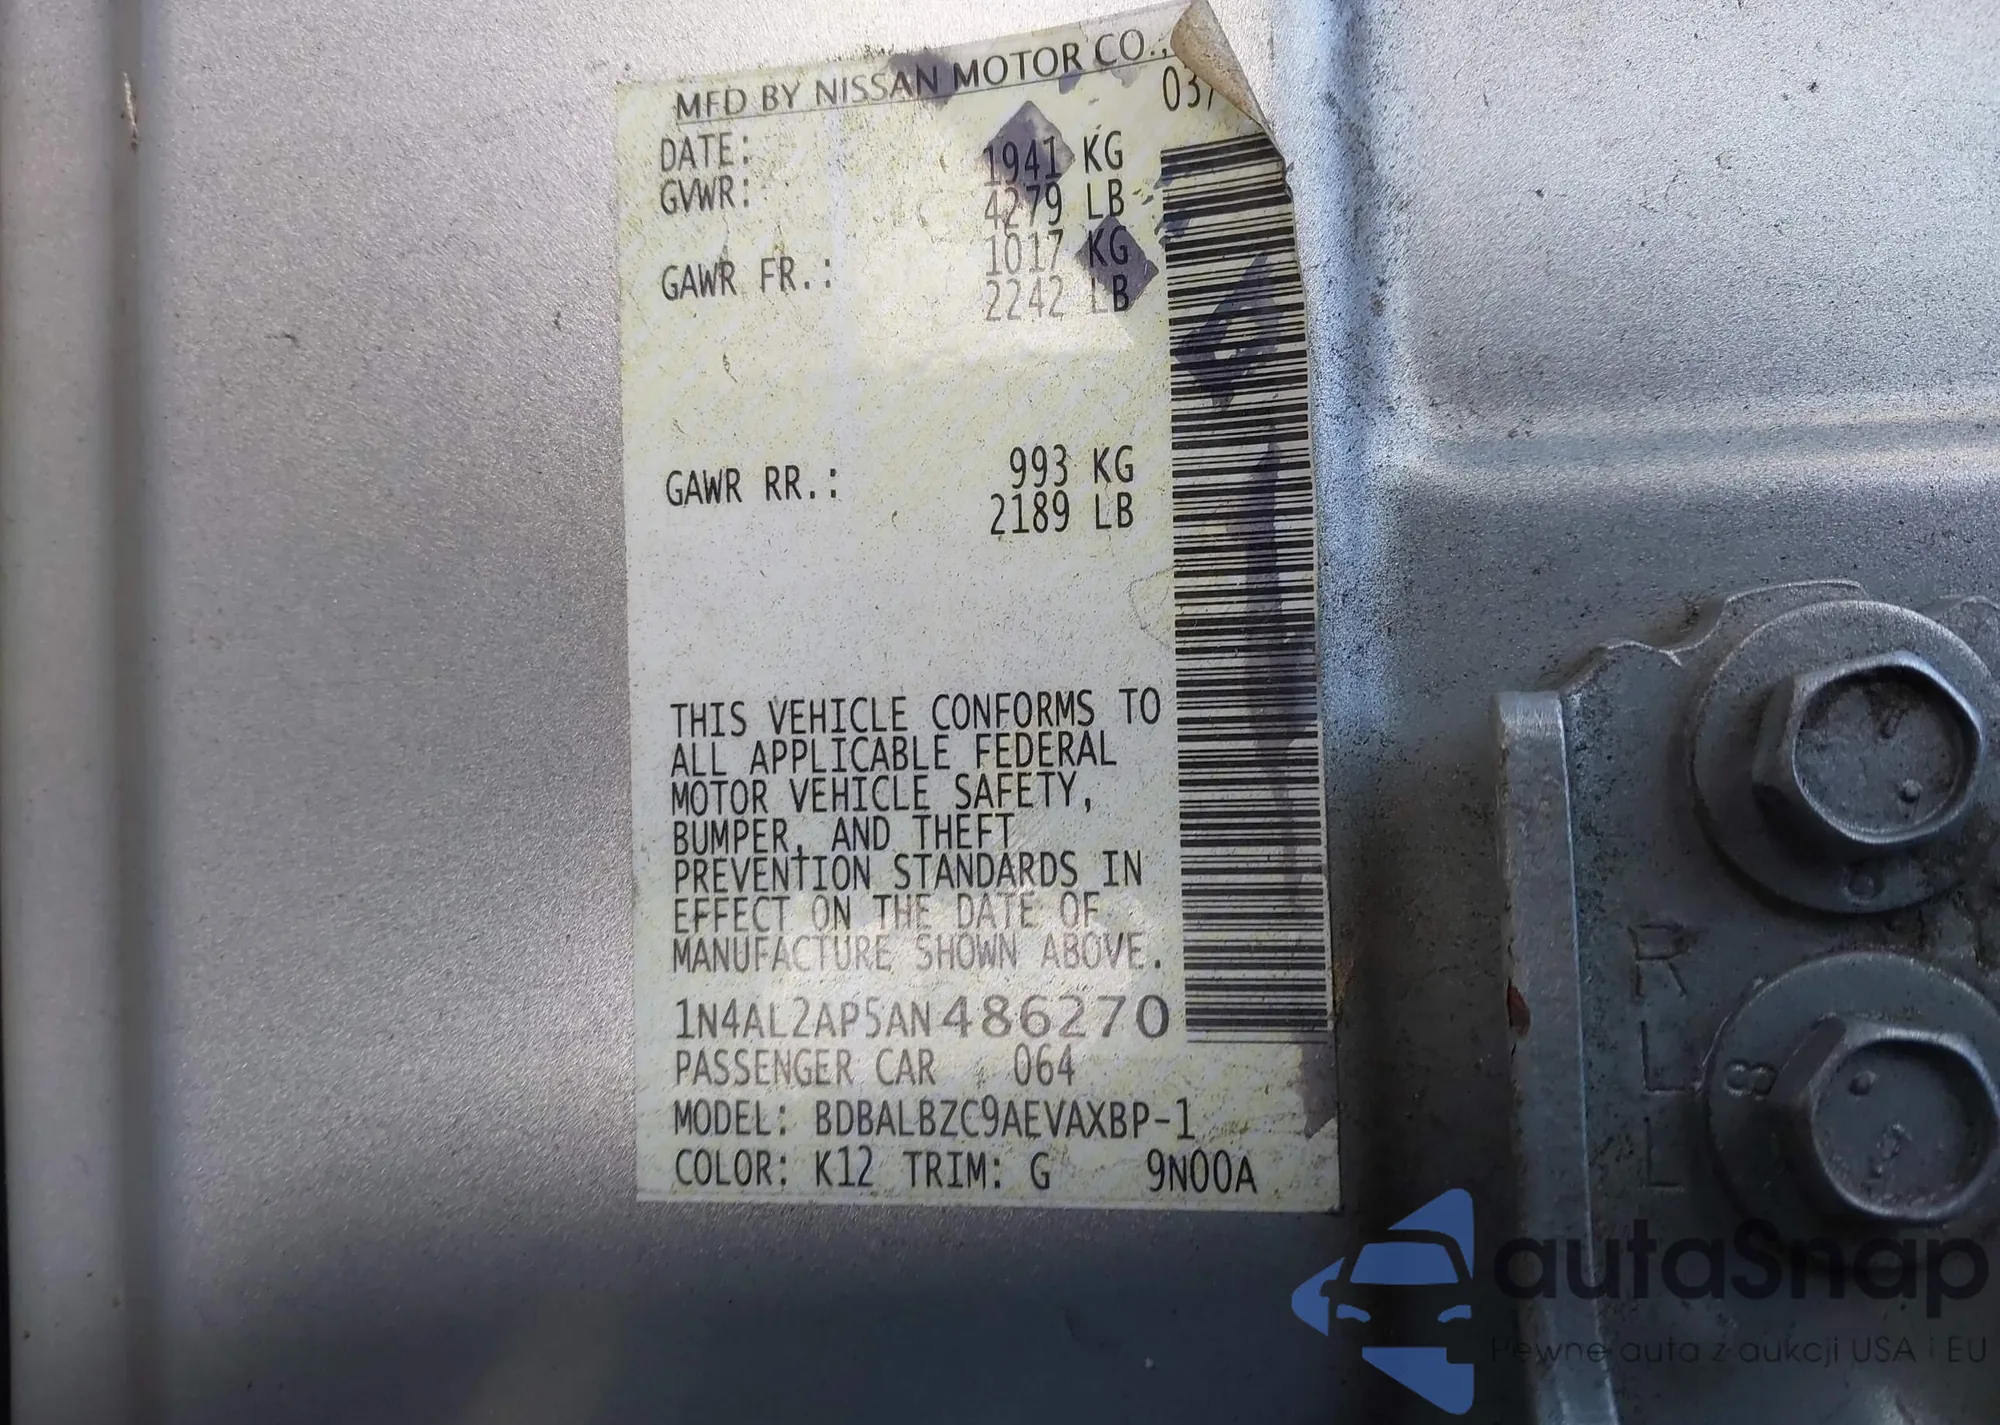 MFD BY NISSAN MOTOR CO.,
DATE: 03/
GVWR: 1941 KG
4279 LB
GAWR FR.: 1017 KG
2242 LB
GAWR RR.: 993 KG
2189 LB
THIS VEHICLE CONFORMS TO
ALL APPLICABLE FEDERAL
MOTOR VEHICLE SAFETY,
BUMPER, AND THEFT
PREVENTION STANDARDS IN
EFFECT ON THE DATE OF
MANUFACTURE SHOWN ABOVE.
1N4AL2AP5AN486270
PASSENGER CAR 064
MODEL: BDBALBZC9AEVAXBP-1
COLOR: K12 TRIM: G 9N00A
R
L
L
L
8
autaSnap
Pewne auta z aukcji USA i EU